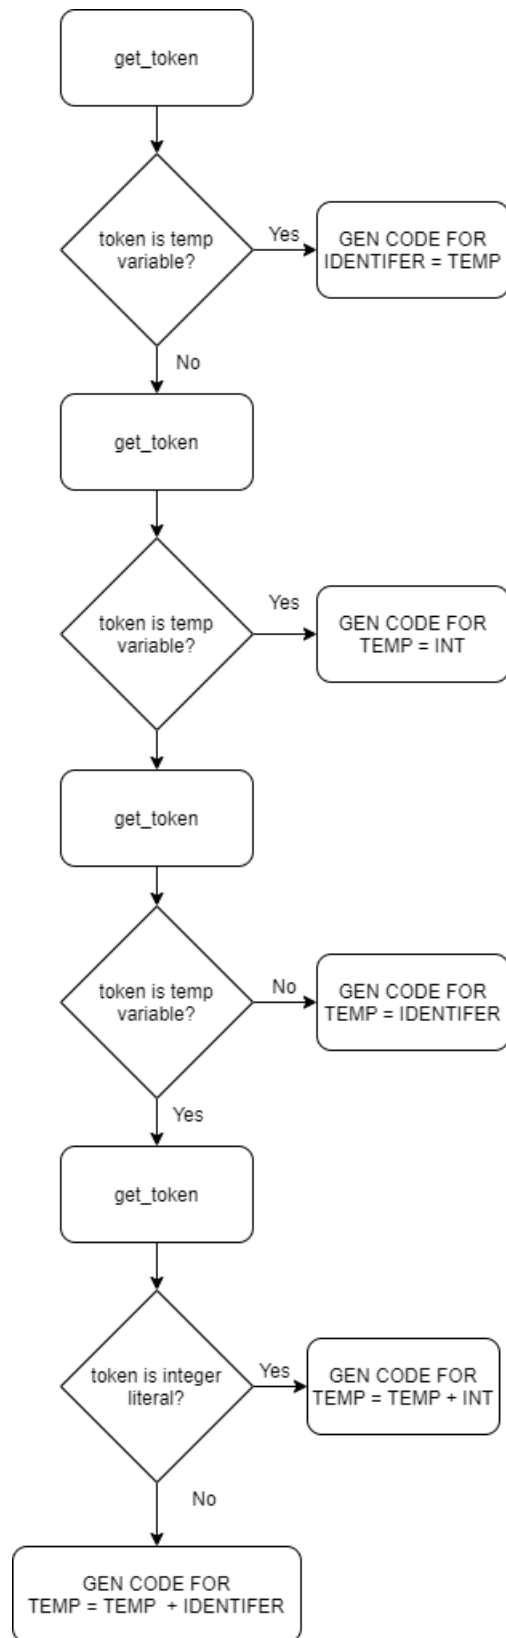 get_token
token is temp
variable?
Yes
GEN CODE FOR
IDENTIFER = TEMP
No
get_token
token is temp
variable?
Yes
GEN CODE FOR
TEMP = INT
get_token
token is temp
variable?
No
GEN CODE FOR
TEMP = IDENTIFER
Yes
get_token
token is integer
literal?
Yes
GEN CODE FOR
TEMP = TEMP + INT
No
GEN CODE FOR
TEMP = TEMP  + IDENTIFER